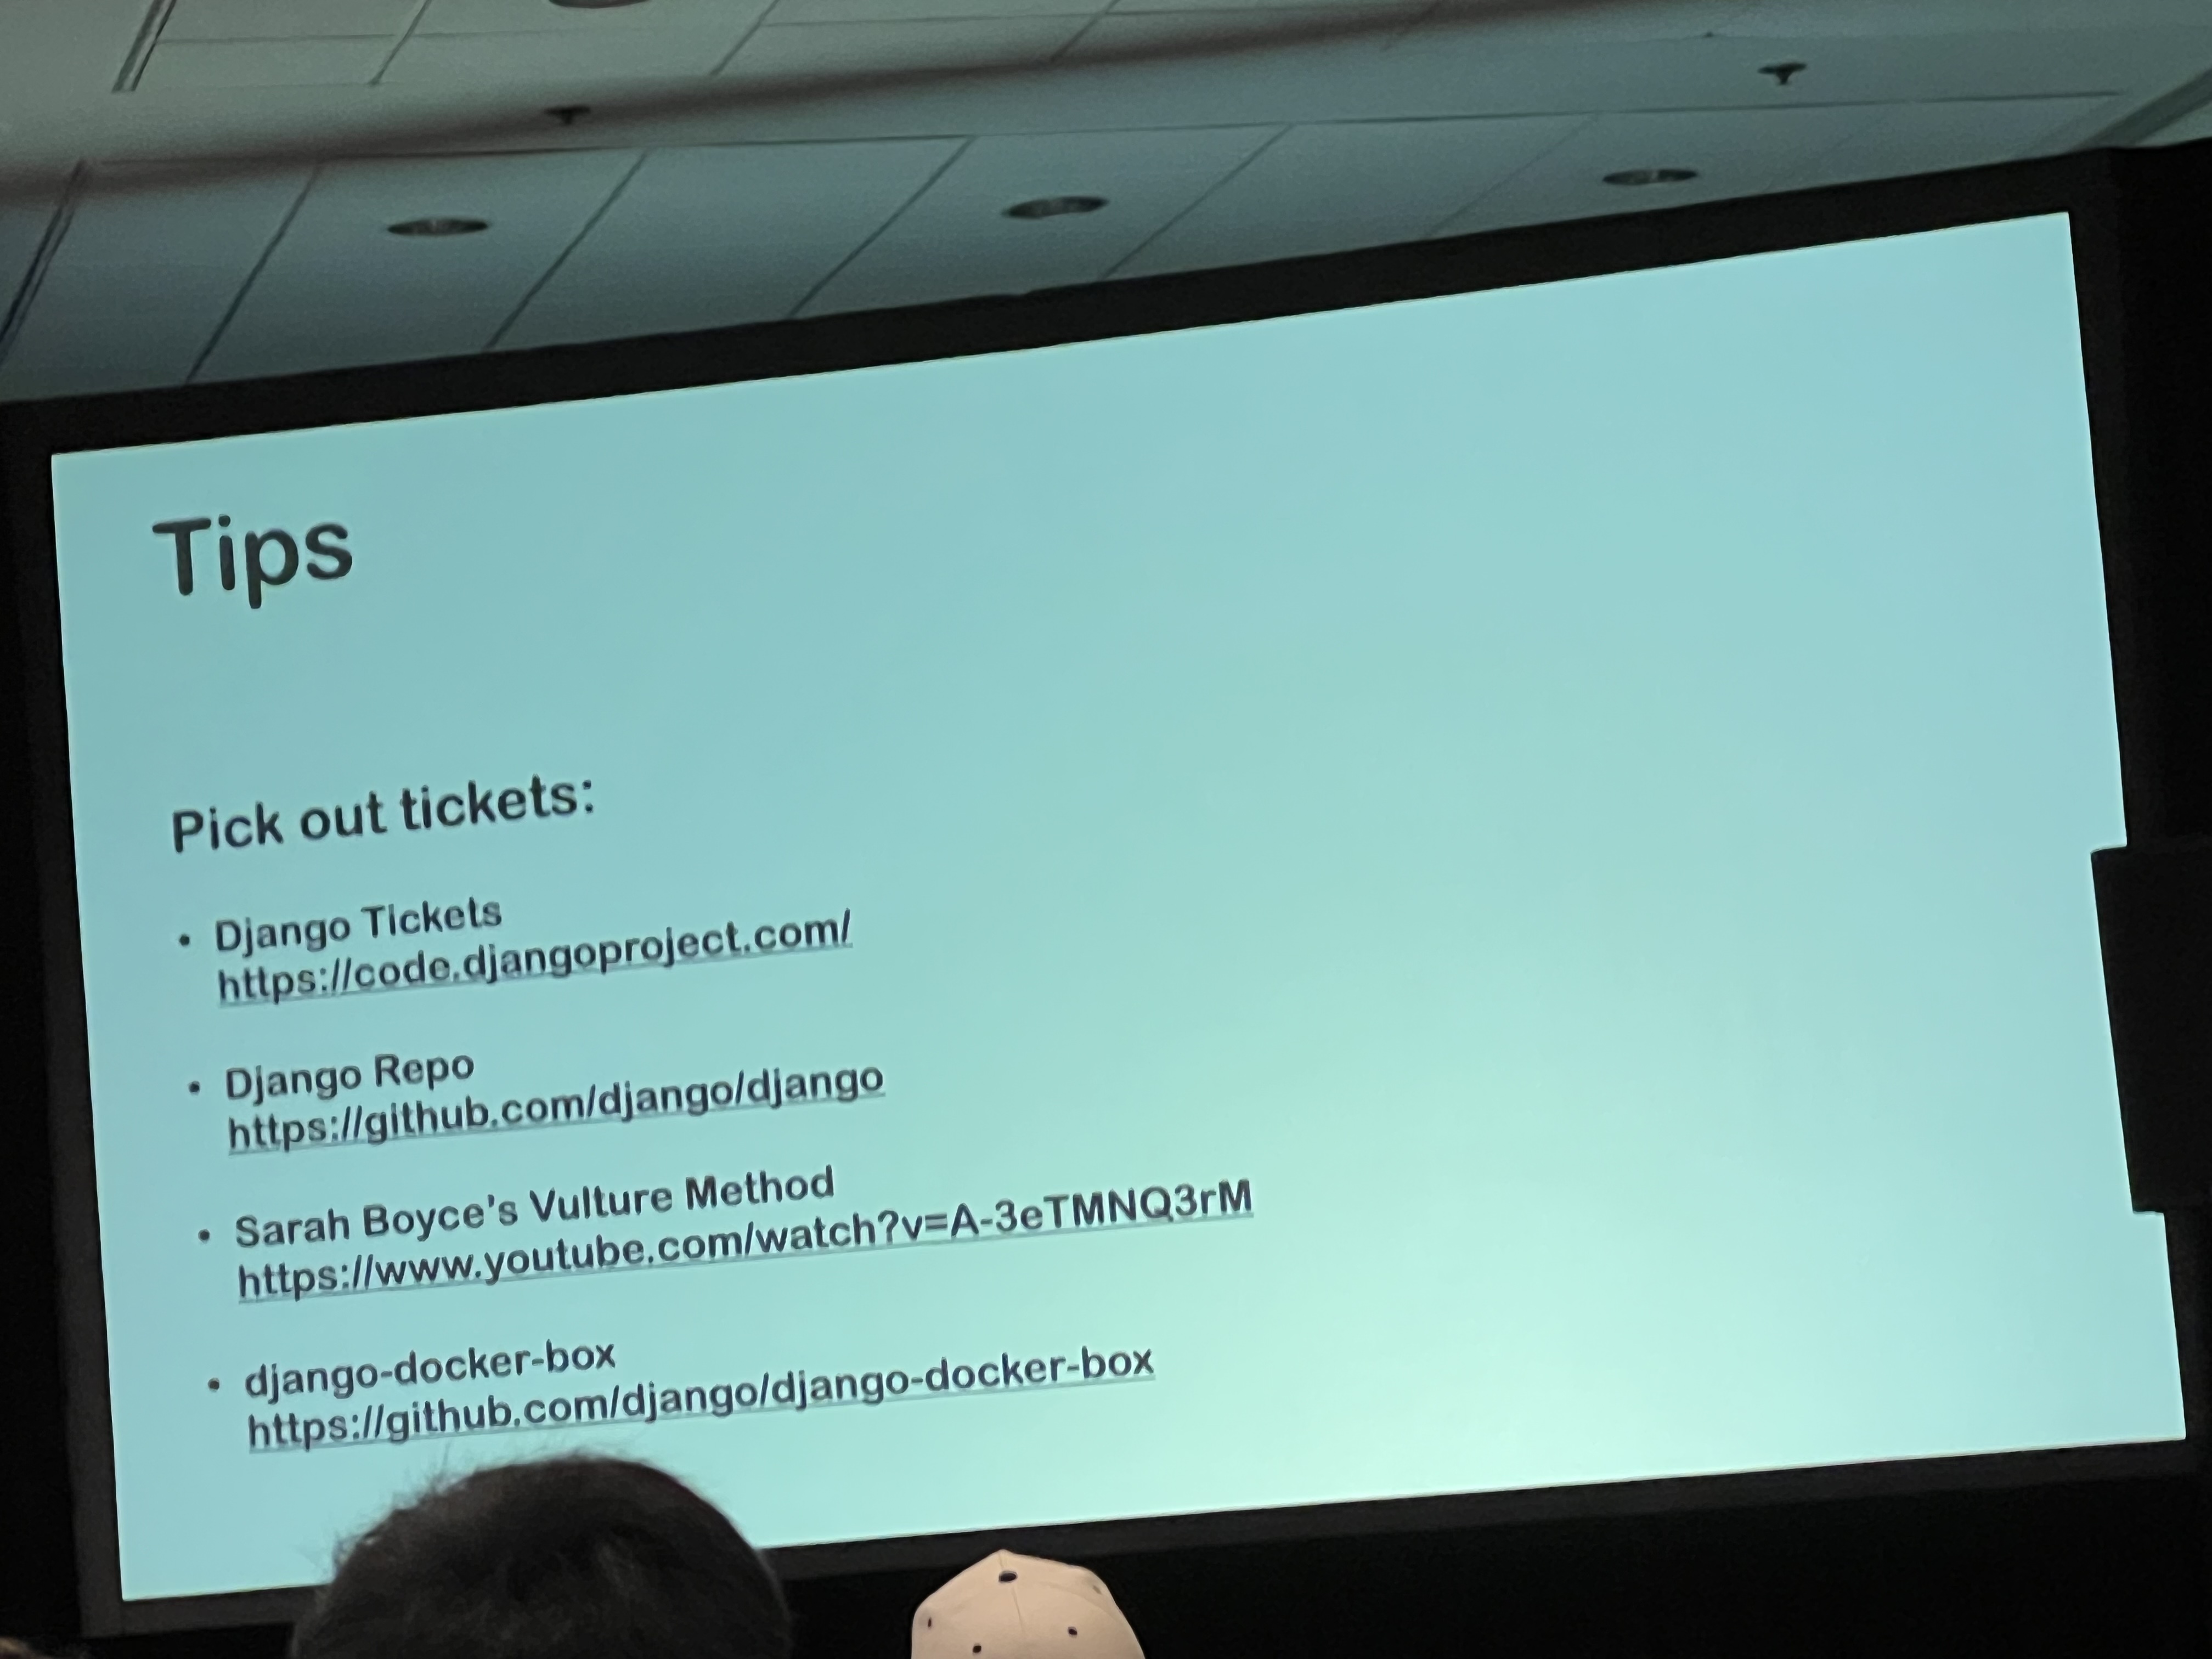 Tips
Pick out tickets:
• Django Tickets
https://code.djangoproject.com/
• Django Repo
https://github.com/django/django
• Sarah Boyce's Vulture Method
https://www.youtube.com/watch?v=A-3eTMNQ3rM
• django-docker-box
https://github.com/django/django-docker-box